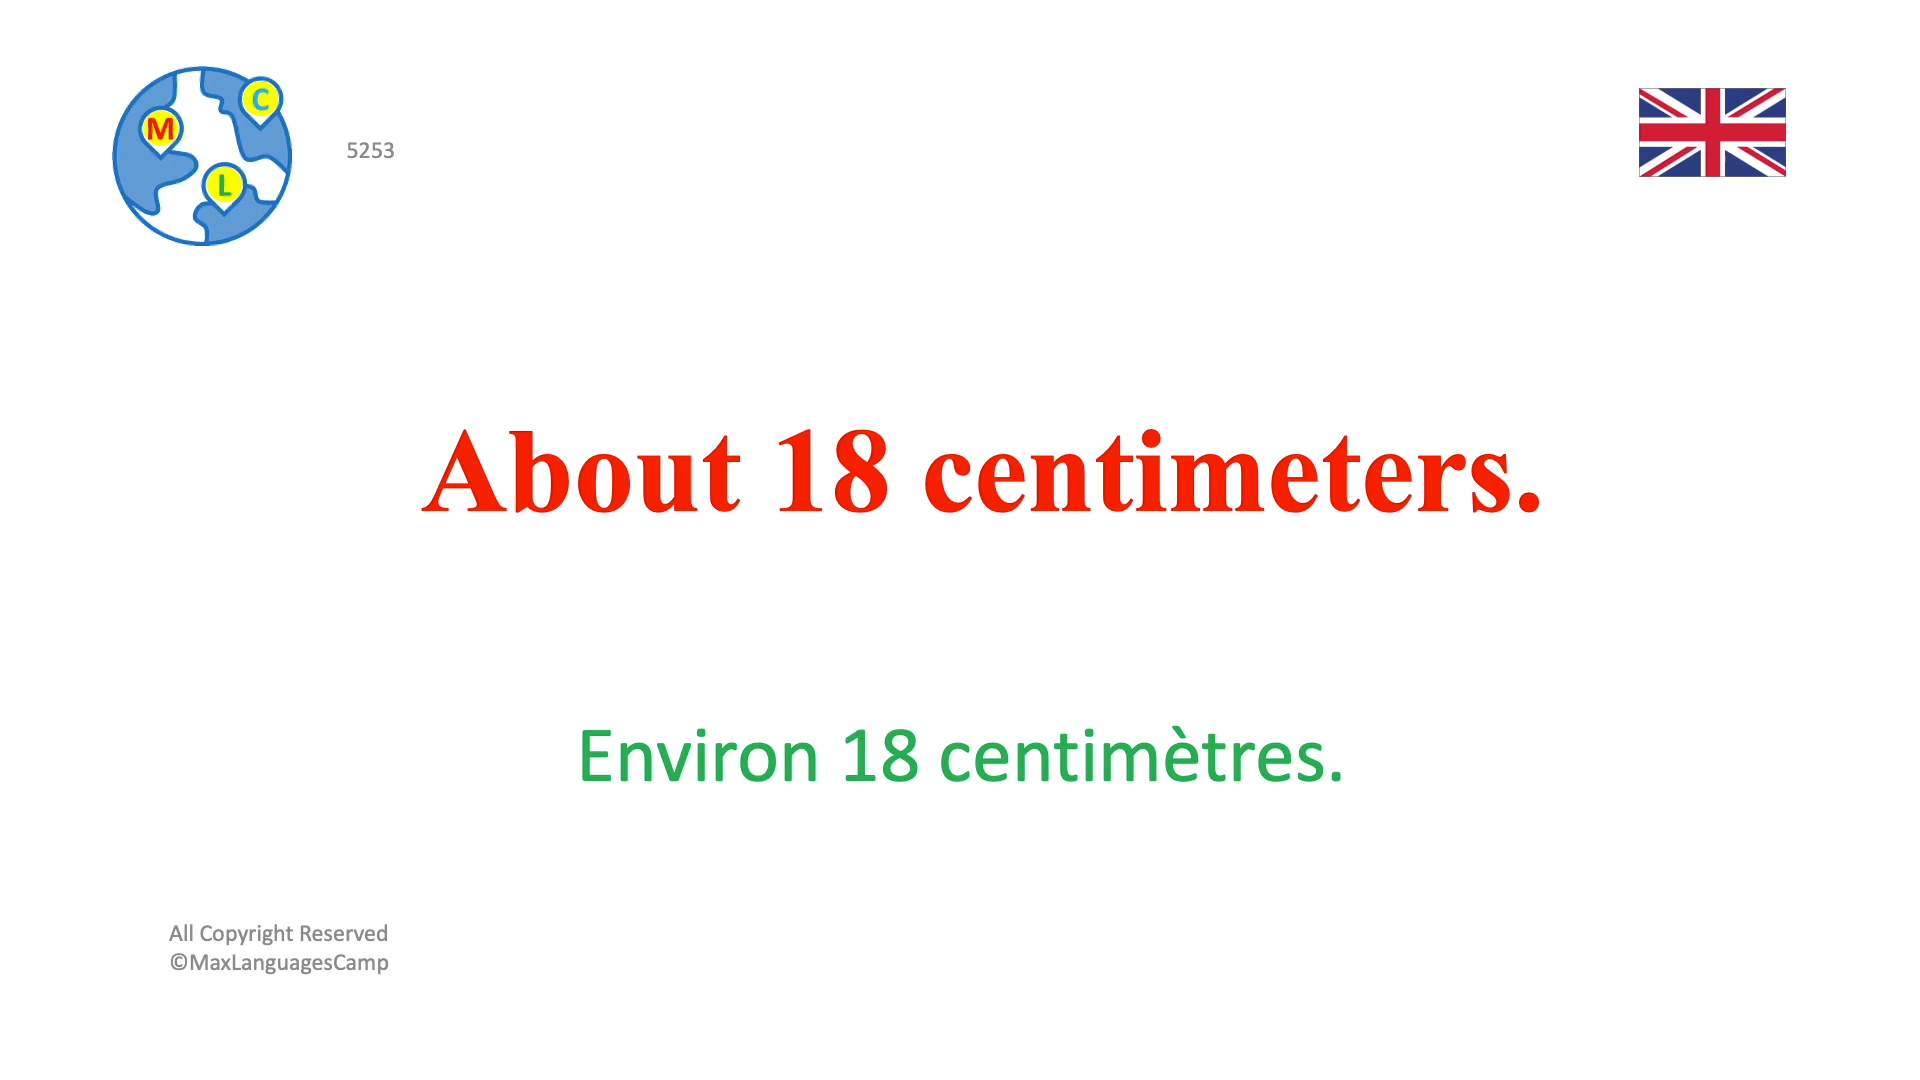 C
M
5253
L
About 18 centimeters.
Environ 18 centimètres.
All Copyright Reserved
©MaxLanguagesCamp